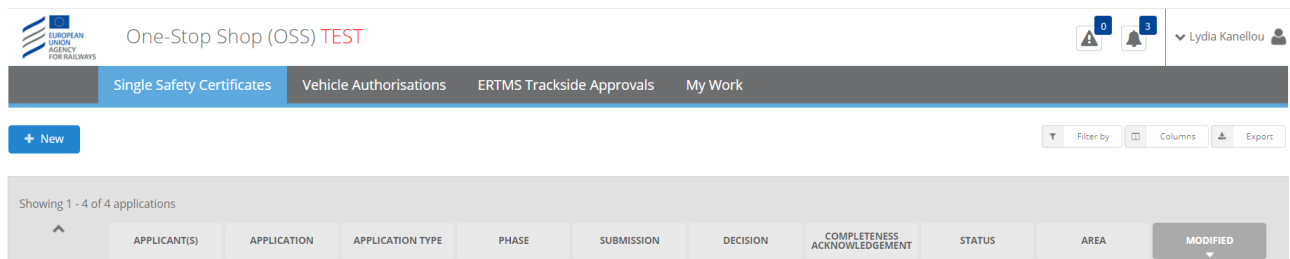 EUROPEAN
UNION
AGENCY
FOR RAILWAYS
One-Stop Shop (OSS) TEST
0
3
Lydia Kanellou
Single Safety Certificates Vehicle Authorisations ERTMS Trackside Approvals My Work
+ New
Filter by Columns Export
Showing 1 - 4 of 4 applications
APPLICANT(S) APPLICATION APPLICATION TYPE PHASE SUBMISSION DECISION COMPLETENESS ACKNOWLEDGEMENT STATUS AREA MODIFIED